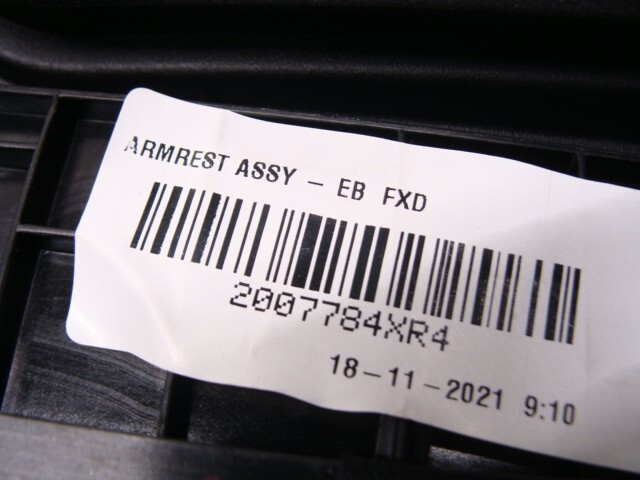 ARMREST ASSY - EB FXD
2007784XR4
18-11-2021 9:10